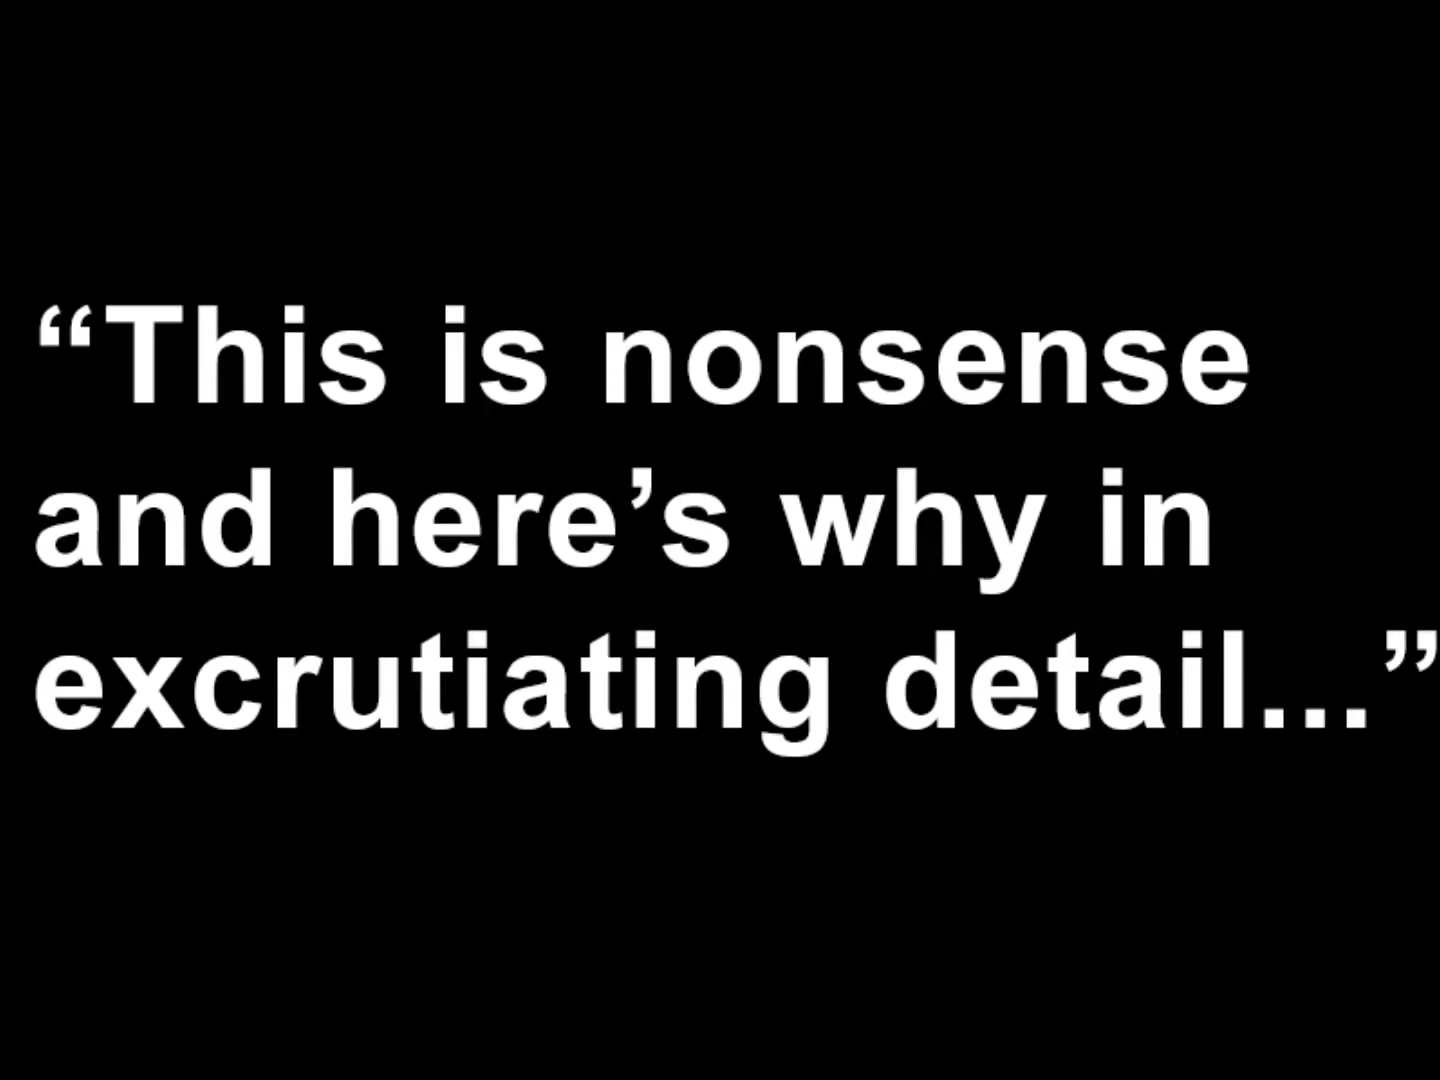 “This is nonsense
and here’s why in
excrutiating detail...”